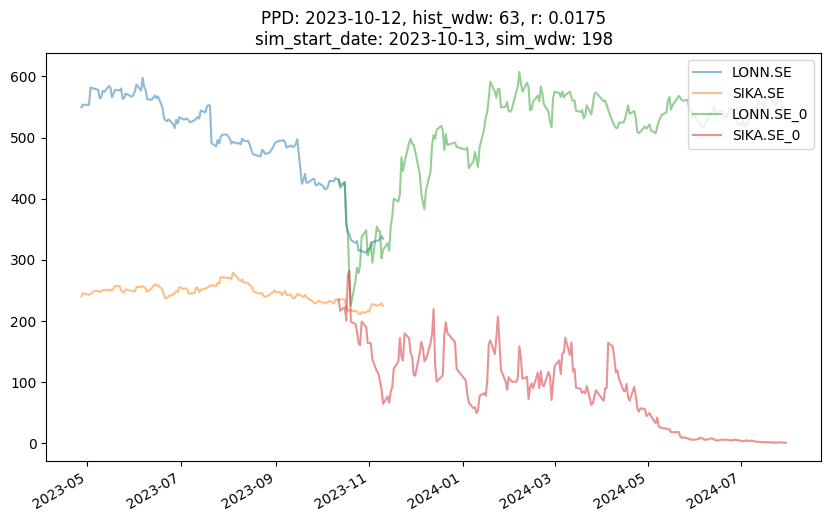 PPD: 2023-10-12, hist_wdw: 63, r: 0.0175
sim_start_date: 2023-10-13, sim_wdw: 198
LONN.SE
SIKA.SE
LONN.SE_0
SIKA.SE_0
600
500
400
300
200
100
0
2023-05
2023-07
2023-09
2023-11
2024-01
2024-03
2024-05
2024-07